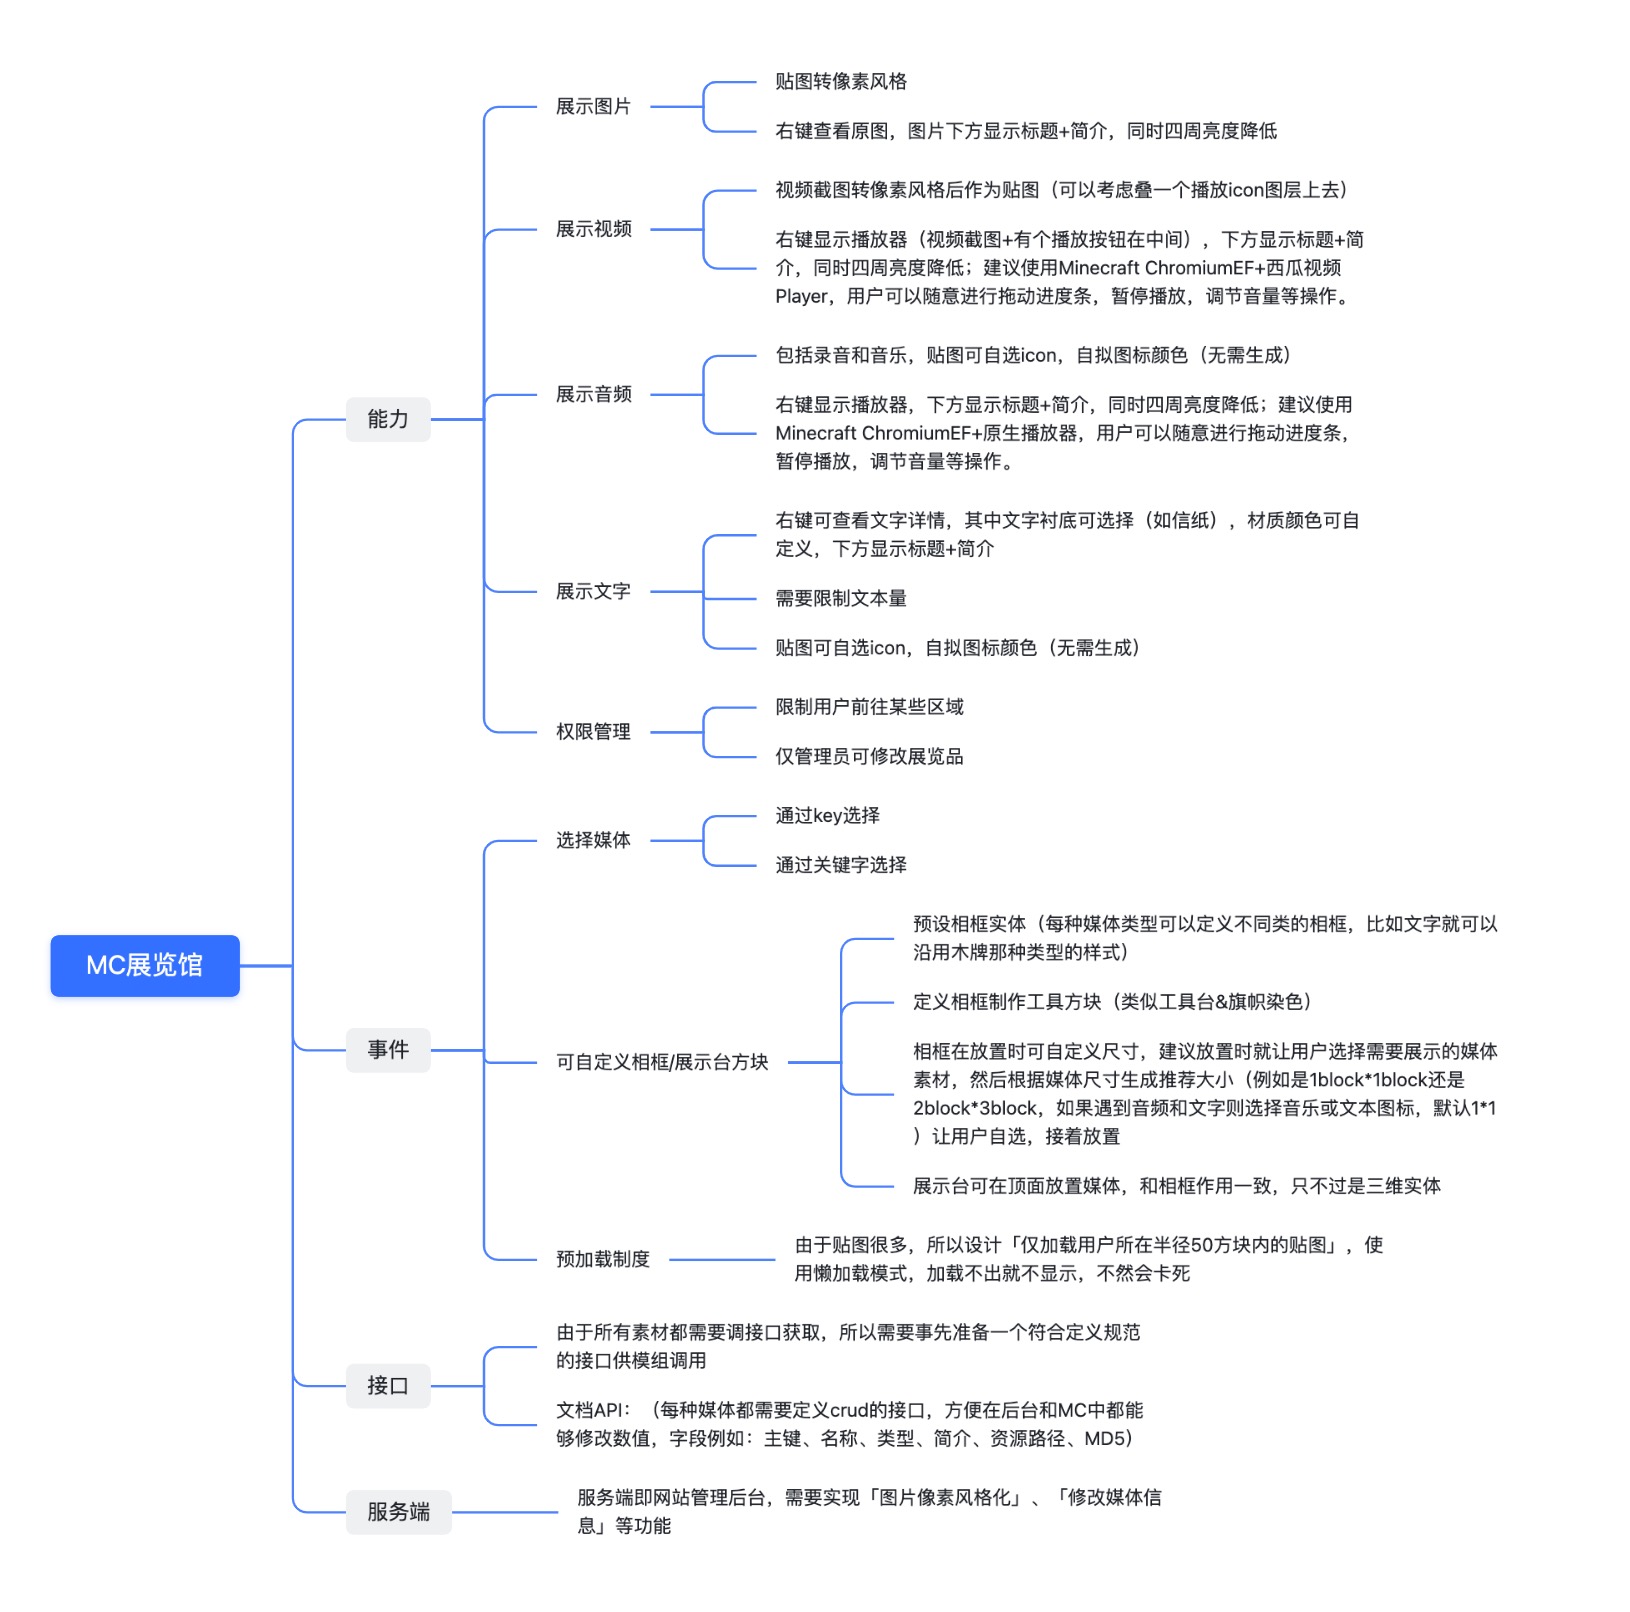 MC展览馆
能力
展示图片
贴图转像素风格
右键查看原图，图片下方显示标题+简介，同时四周亮度降低
展示视频
视频截图转像素风格后作为贴图（可以考虑叠一个播放icon图层上去）
右键显示播放器（视频截图+有个播放按钮在中间），下方显示标题+简
介，同时四周亮度降低；建议使用Minecraft ChromiumEF+西瓜视频
Player，用户可以随意进行拖动进度条，暂停播放，调节音量等操作。
展示音频
包括录音和音乐，贴图可自选icon，自拟图标颜色（无需生成）
右键显示播放器，下方显示标题+简介，同时四周亮度降低；建议使用
Minecraft ChromiumEF+原生播放器，用户可以随意进行拖动进度条，
暂停播放，调节音量等操作。
展示文字
右键可查看文字详情，其中文字衬底可选择（如信纸），材质颜色可自
定义，下方显示标题+简介
需要限制文本量
贴图可自选icon，自拟图标颜色（无需生成）
权限管理
限制用户前往某些区域
仅管理员可修改展览品
事件
选择媒体
通过key选择
通过关键字选择
可自定义相框/展示台方块
预设相框实体（每种媒体类型可以定义不同类的相框，比如文字就可以
沿用木牌那种类型的样式）
定义相框制作工具方块（类似工具台&旗帜染色）
相框在放置时可自定义尺寸，建议放置时就让用户选择需要展示的媒体
素材，然后根据媒体尺寸生成推荐大小（例如是1block*1block还是
2block*3block，如果遇到音频和文字则选择音乐或文本图标，默认1*1
）让用户自选，接着放置
展示台可在顶面放置媒体，和相框作用一致，只不过是三维实体
预加载制度
由于贴图很多，所以设计「仅加载用户所在半径50方块内的贴图」，使
用懒加载模式，加载不出就不显示，不然会卡死
接口
由于所有素材都需要调接口获取，所以需要事先准备一个符合定义规范
的接口供模组调用
文档API：（每种媒体都需要定义crud的接口，方便在后台和MC中都能
够修改数值，字段例如：主键、名称、类型、简介、资源路径、MD5）
服务端
服务端即网站管理后台，需要实现「图片像素风格化」、「修改媒体信
息」等功能